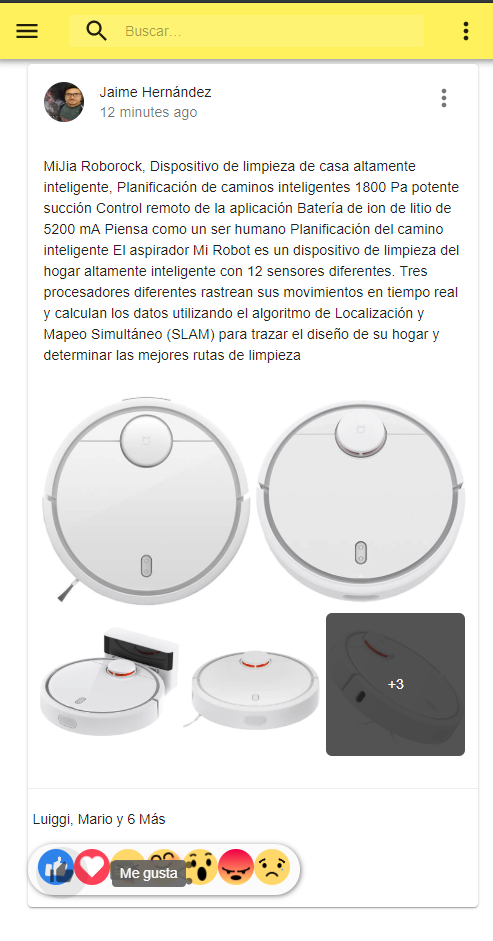 Buscar...
Jaime Hernández
12 minutes ago
MiJia Roborock, Dispositivo de limpieza de casa altamente
inteligente, Planificación de caminos inteligentes 1800 Pa potente
succión Control remoto de la aplicación Batería de ion de litio de
5200 mA Piensa como un ser humano Planificación del camino
inteligente El aspirador Mi Robot es un dispositivo de limpieza del
hogar altamente inteligente con 12 sensores diferentes. Tres
procesadores diferentes rastrean sus movimientos en tiempo real
y calculan los datos utilizando el algoritmo de Localización y
Mapeo Simultáneo (SLAM) para trazar el diseño de su hogar y
determinar las mejores rutas de limpieza
+3
Luiggi, Mario y 6 Más
Me gusta